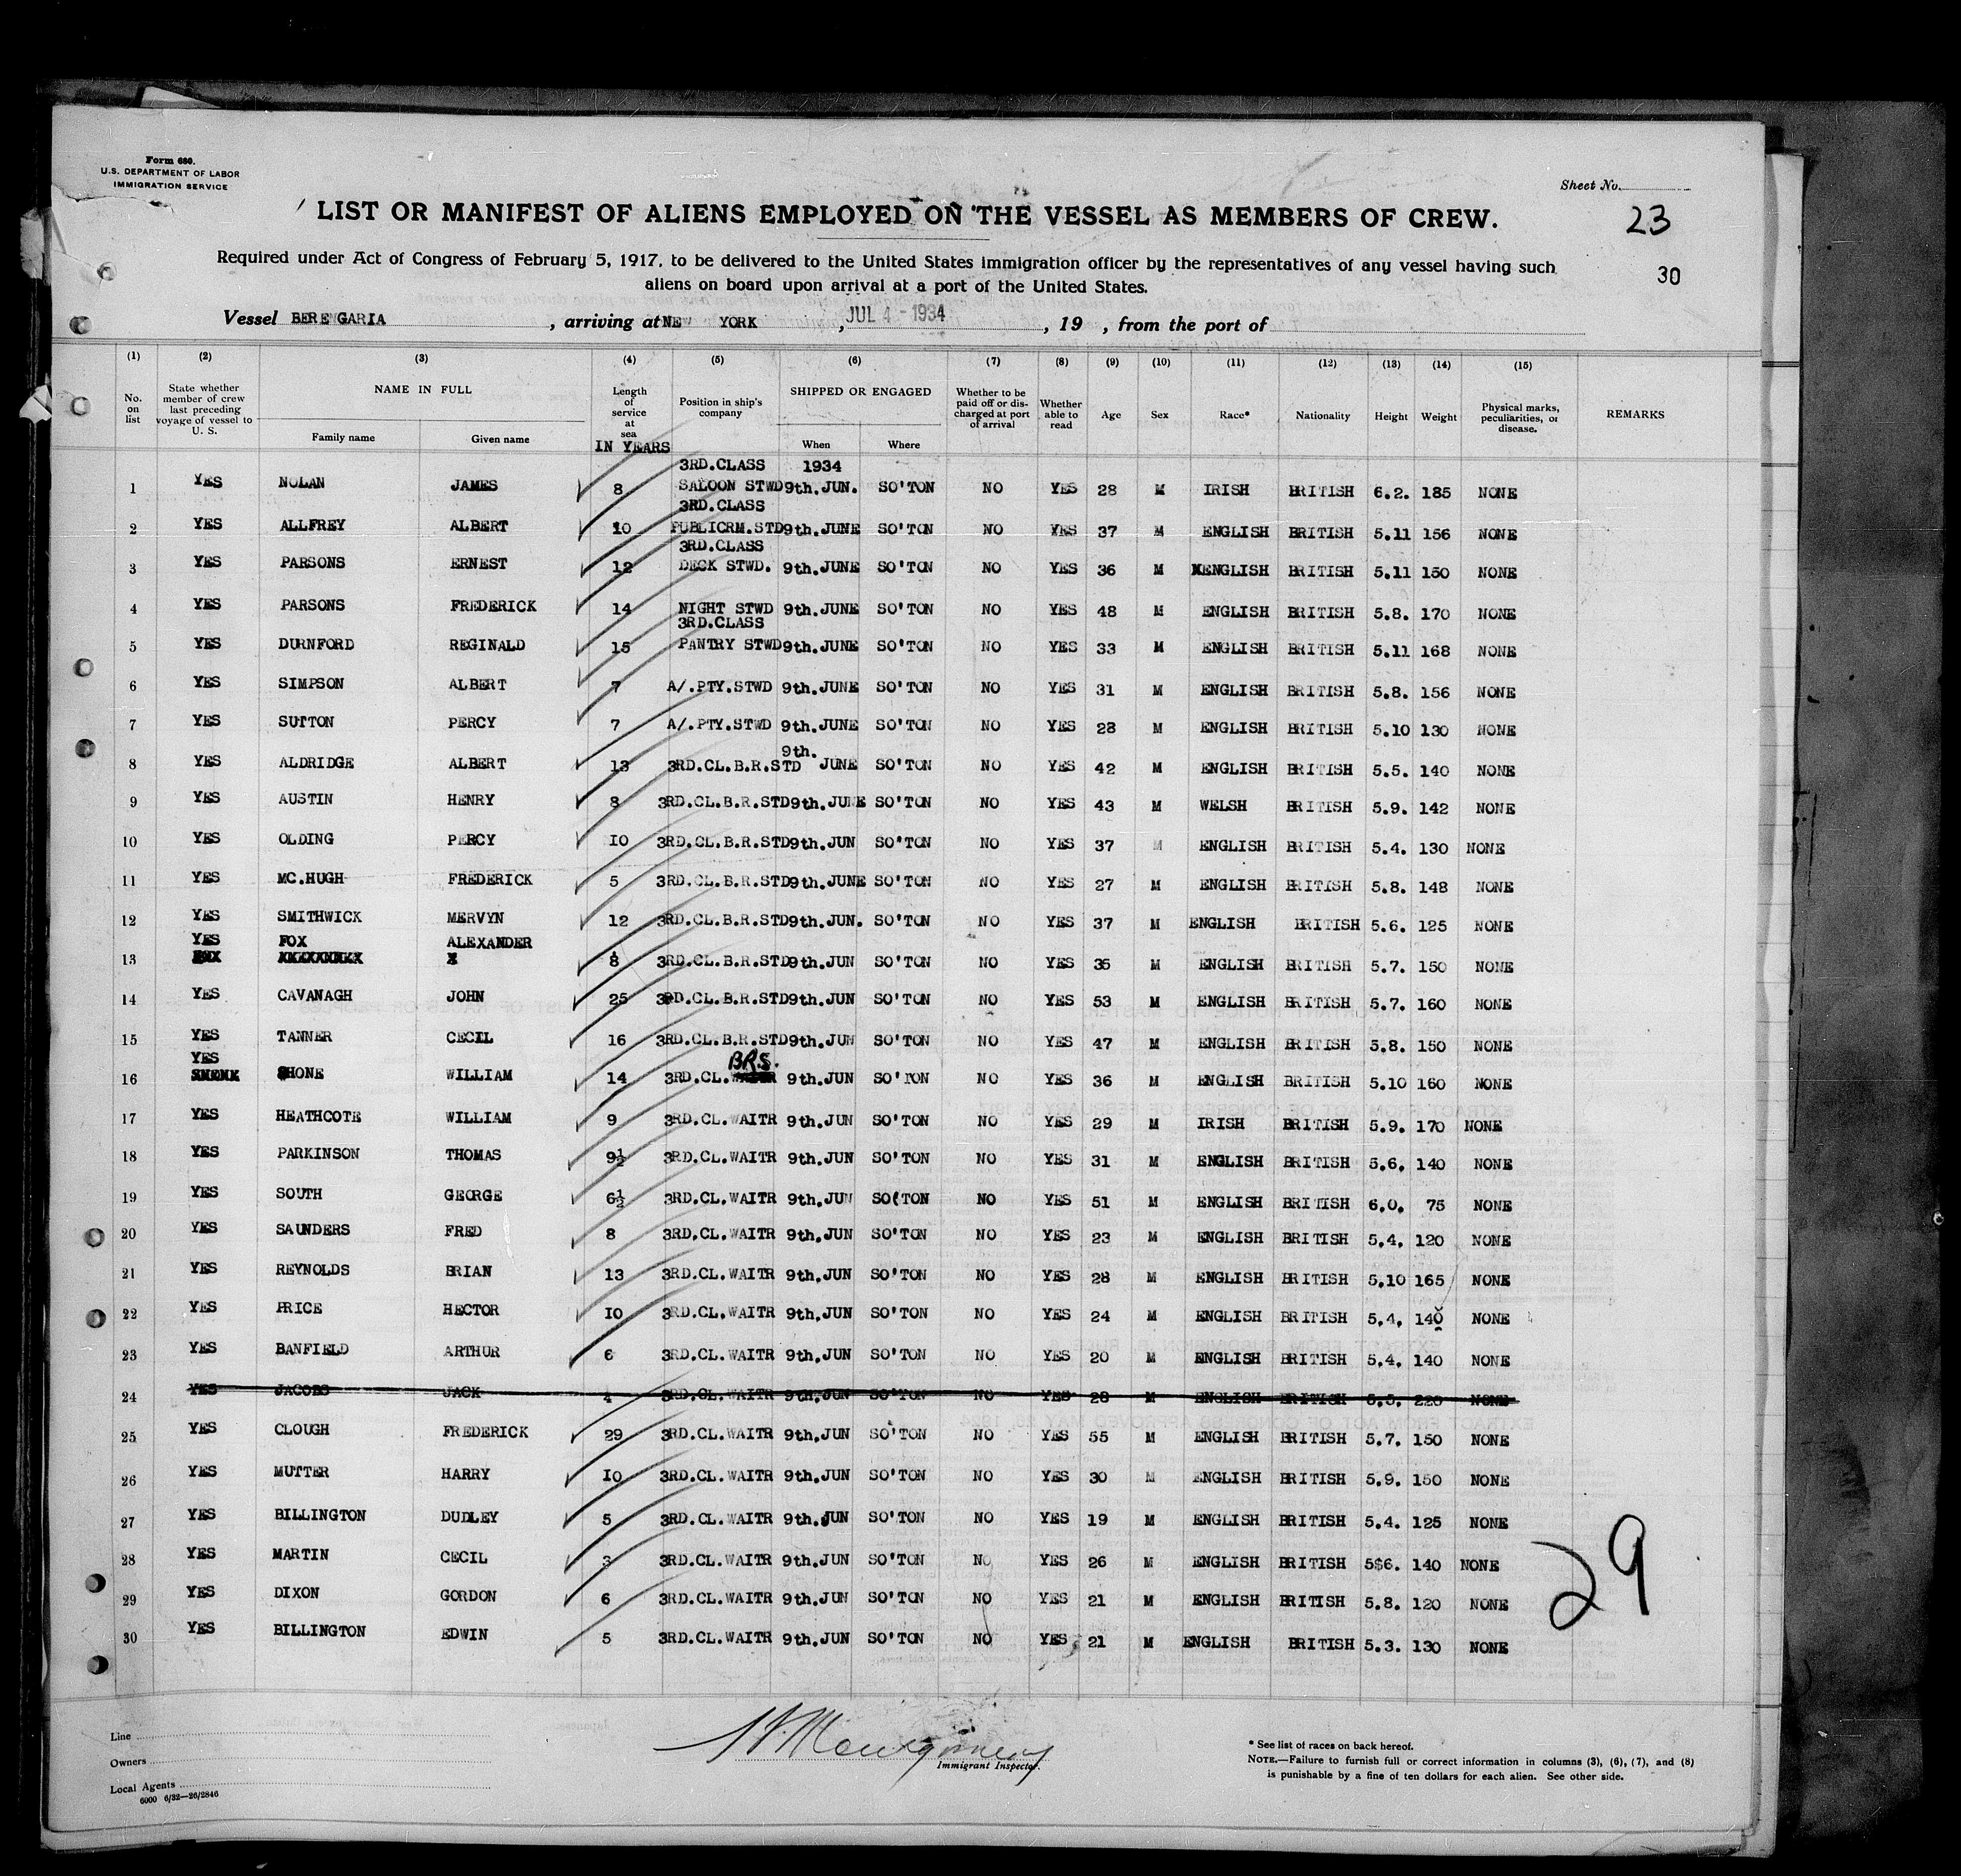 Form 680.
U.S. DEPARTMENT OF LABOR
IMMIGRATION SERVICE
Sheet No.
LIST OR MANIFEST OF ALIENS EMPLOYED ON THE VESSEL AS MEMBERS OF CREW.
23
Required under Act of Congress of February 5, 1917, to be delivered to the United States immigration officer by the representatives of any vessel having such
aliens on board upon arrival at a port of the United States.
30
Vessel BERENGARIA, arriving at NEW YORK, JUL 4 - 1934, 19 , from the port of
(1) (2) (3) (4) (5) (6) (7) (8) (9) (10) (11) (12) (13) (14) (15)
No. on list State whether member of crew last preceding voyage of vessel to U. S. NAME IN FULL Family name Given name Length of service at sea IN YEARS Position in ship's company SHIPPED OR ENGAGED When Where Whether to be paid off or discharged at port of arrival Whether able to read Age Sex Race* Nationality Height Weight Physical marks, peculiarities, or disease. REMARKS
3RD.CLASS 1934
1 YES NOLAN JAMES 8 SALOON STWD 9th.JUN. SO'TON NO YES 28 M IRISH BRITISH 6.2. 185 NONE
3RD.CLASS
2 YES ALLFREY ALBERT 10 PUBLICRM.STD 9th.JUNE SO'TON NO YES 37 M ENGLISH BRITISH 5.11 156 NONE
3RD.CLASS
3 YES PARSONS ERNEST 12 DECK STWD. 9th.JUNE SO'TON NO YES 36 M XENGLISH BRITISH 5.11 150 NONE
4 YES PARSONS FREDERICK 14 NIGHT STWD 9th.JUNE SO'TON NO YES 48 M ENGLISH BRITISH 5.8. 170 NONE
3RD.CLASS
5 YES DURNFORD REGINALD 15 PANTRY STWD 9th.JUNE SO'TON NO YES 33 M ENGLISH BRITISH 5.11 168 NONE
6 YES SIMPSON ALBERT 7 A/.PTY.STWD 9th.JUNE SO'TON NO YES 31 M ENGLISH BRITISH 5.8. 156 NONE
7 YES SUTTON PERCY 7 A/.PTY.STWD 9th.JUNE SO'TON NO YES 28 M ENGLISH BRITISH 5.10 130 NONE
9th.
8 YES ALDRIDGE ALBERT 13 3RD.CL.B.R.STD JUNE SO'TON NO YES 42 M ENGLISH BRITISH 5.5. 140 NONE
9 YES AUSTIN HENRY 8 3RD.CL.B.R.STD 9th.JUNE SO'TON NO YES 43 M WELSH BRITISH 5.9. 142 NONE
10 YES OLDING PERCY IO 3RD.CL.B.R.STD 9th.JUN SO'TON NO YES 37 M ENGLISH BRITISH 5.4. 130 NONE
11 YES MC.HUGH FREDERICK 5 3RD.CL.B.R.STD 9th.JUNE SO'TON NO YES 27 M ENGLISH BRITISH 5.8. 148 NONE
12 YES SMITHWICK MERVYN 12 3RD.CL.B.R.STD 9th.JUN. SO'TON NO YES 37 M ENGLISH BRITISH 5.6. 125 NONE
YES FOX ALEXANDER
13 8 3RD.CL.B.R.STD 9th.JUN SO'TON NO YES M ENGLISH BRITISH 5.7. 150 NONE
14 YES CAVANAGH JOHN 25 3RD.CL.B.R.STD 9th.JUN SO'TON NO YES 53 M ENGLISH BRITISH 5.7. 160 NONE
15 YES TANNER CECIL 16 3RD.CL.B.R.STD 9th.JUN SO'TON NO YES 47 M ENGLISH BRITISH 5.8. 150 NONE
YES BRS.
16 SHONE WILLIAM 14 3RD.CL. WAITR 9th.JUN SO'TON NO YES 36 M ENGLISH BRITISH 5.10 160 NONE
17 YES HEATHCOTE WILLIAM 9 3RD.CL.WAITR 9th.JUN SO'TON NO YES 29 M IRISH BRITISH 5.9. 170 NONE
18 YES PARKINSON THOMAS 9½ 3RD.CL.WAITR 9th.JUN SO'TON NO YES 31 M ENGLISH BRITISH 5.6. 140 NONE
19 YES SOUTH GEORGE 6½ 3RD.CL.WAITR 9th.JUN SO(TON NO YES 51 M ENGLISH BRITISH 6.0. 75 NONE
20 YES SAUNDERS FRED 8 3RD.CL.WAITR 9th.JUN SO'TON NO YES 23 M ENGLISH BRITISH 5.4. 120 NONE
21 YES REYNOLDS BRIAN 13 3RD.CL.WAITR 9th.JUN SO'TON NO YES 28 M ENGLISH BRITISH 5.10 165 NONE
22 YES PRICE HECTOR IO 3RD.CL.WAITR 9th.JUN SO'TON NO YES 24 M ENGLISH BRITISH 5.4. 140 NONE
23 YES BANFIELD ARTHUR 6 3RD.CL.WAITR 9th.JUN SO'TON NO YES 20 M ENGLISH BRITISH 5.4. 140 NONE
24 YES JACOBS JACK 4 3RD.CL.WAITR 9th.JUN SO'TON NO YES 28 M ENGLISH BRITISH 5.5. 220 NONE
25 YES CLOUGH FREDERICK 29 3RD.CL.WAITR 9th.JUN SO'TON NO YES 55 M ENGLISH BRITISH 5.7. 150 NONE
26 YES MUTTER HARRY IO 3RD.CL.WAITR 9th.JUN SO'TON NO YES 30 M ENGLISH BRITISH 5.9. 150 NONE
27 YES BILLINGTON DUDLEY 5 3RD.CL.WAITR 9th.JUN SO'TON NO YES 19 M ENGLISH BRITISH 5.4. 125 NONE
28 YES MARTIN CECIL 3 3RD.CL.WAITR 9th.JUN SO'TON NO YES 26 M ENGLISH BRITISH 5$6. 140 NONE
29 YES DIXON GORDON 6 3RD.CL.WAITR 9th.JUN SO'TON NO YES 21 M ENGLISH BRITISH 5.8. 120 NONE
30 YES BILLINGTON EDWIN 5 3RD.CL.WAITR 9th.JUN SO'TON NO YES 21 M ENGLISH BRITISH 5.3. 130 NONE
29
Line
Owners
Local Agents
6000 6/32—26/2846
Montgomery
Immigrant Inspector.
* See list of races on back hereof.
NOTE.—Failure to furnish full or correct information in columns (3), (6), (7), and (8)
is punishable by a fine of ten dollars for each alien. See other side.